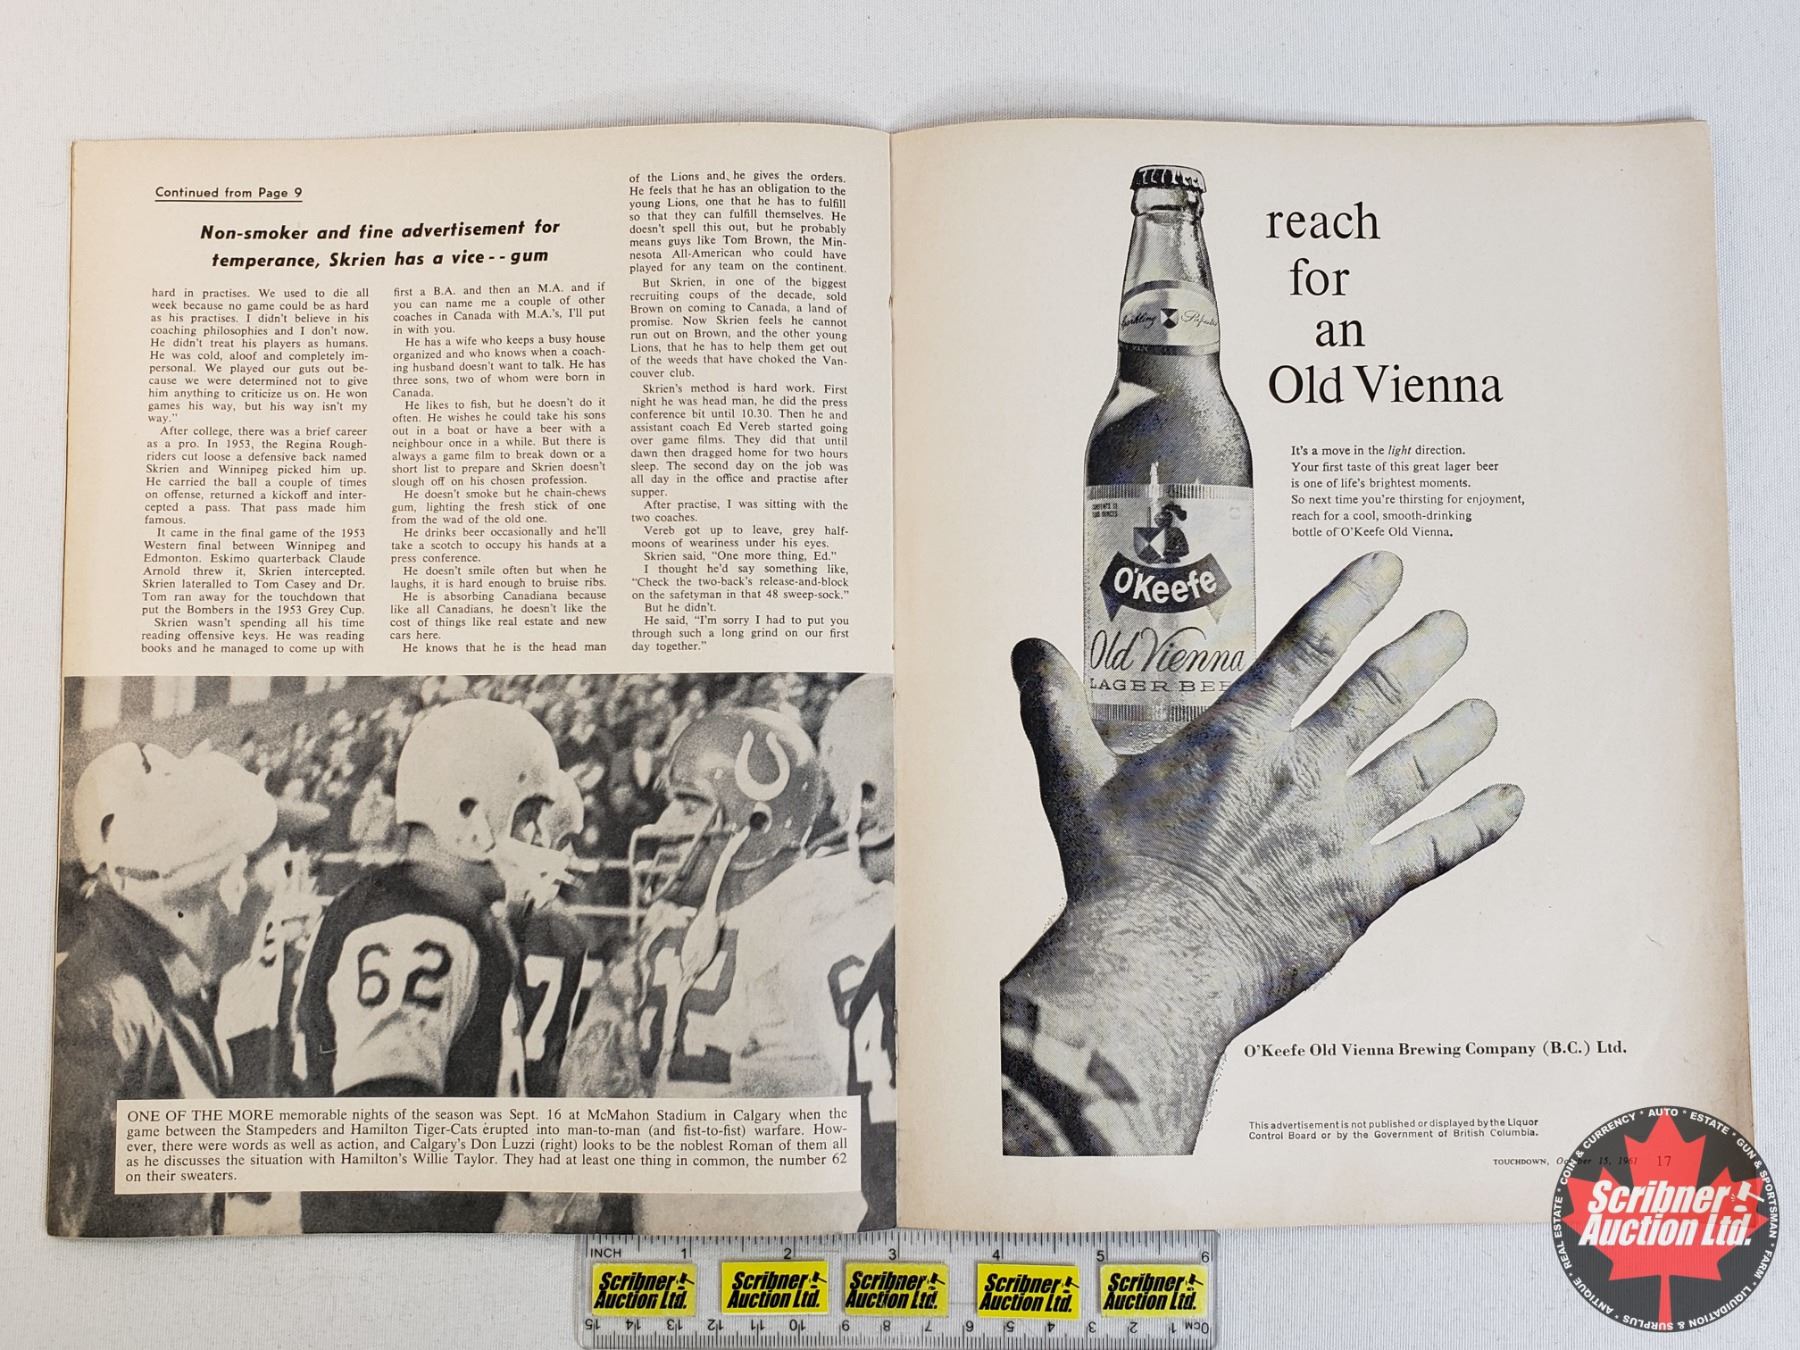 Continued from Page 9
Non-smoker and fine advertisement for
temperance, Skrien has a vice -- gum
hard in practises. We used to die all
week because no game could be as hard
as his practises. I didn't believe in his
coaching philosophies and I don't now.
He didn't treat his players as humans.
He was cold, aloof and completely im-
personal. We played our guts out be-
cause we were determined not to give
him anything to criticize us on. He won
games his way, but his way isn't my
way."
After college, there was a brief career
as a pro. In 1953, the Regina Rough-
riders cut loose a defensive back named
Skrien and Winnipeg picked him up.
He carried the ball a couple of times
on offense, returned a kickoff and inter-
cepted a pass. That pass made him
famous.
It came in the final game of the 1953
Western final between Winnipeg and
Edmonton. Eskimo quarterback Claude
Arnold threw it, Skrien intercepted.
Skrien lateralled to Tom Casey and Dr.
Tom ran away for the touchdown that
put the Bombers in the 1953 Grey Cup.
Skrien wasn't spending all his time
reading offensive keys. He was reading
books and he managed to come up with
first a B.A. and then an M.A. and if
you can name me a couple of other
coaches in Canada with M.A.'s, I'll put
in with you.
He has a wife who keeps a busy house
organized and who knows when a coach-
ing husband doesn't want to talk. He has
three sons, two of whom were born in
Canada.
He likes to fish, but he doesn't do it
often. He wishes he could take his sons
out in a boat or have a beer with a
neighbour once in a while. But there is
always a game film to break down or a
short list to prepare and Skrien doesn't
slough off on his chosen profession.
He doesn't smoke but he chain-chews
gum, lighting the fresh stick of one
from the wad of the old one.
He drinks beer occasionally and he'll
take a scotch to occupy his hands at a
press conference.
He doesn't smile often but when he
laughs, it is hard enough to bruise ribs.
He is absorbing Canadiana because
like all Canadians, he doesn't like the
cost of things like real estate and new
cars here.
He knows that he is the head man
of the Lions and he gives the orders.
He feels that he has an obligation to the
young Lions, one that he has to fulfill
so that they can fulfill themselves. He
doesn't spell this out, but he probably
means guys like Tom Brown, the Min-
nesota All-American who could have
played for any team on the continent.
But Skrien, in one of the biggest
recruiting coups of the decade, sold
Brown on coming to Canada, a land of
promise. Now Skrien feels he cannot
run out on Brown, and the other young
Lions, that he has to help them get out
of the weeds that have choked the Van-
couver club.
Skrien's method is hard work. First
night he was head man, he did the press
conference bit until 10.30. Then he and
assistant coach Ed Vereb started going
over game films. They did that until
dawn then dragged home for two hours
sleep. The second day on the job was
all day in the office and practise after
supper.
After practise, I was sitting with the
two coaches.
Vereb got up to leave, grey half-
moons of weariness under his eyes.
Skrien said, "One more thing, Ed."
I thought he'd say something like,
"Check the two-back's release-and-block
on the safetyman in that 48 sweep-sock."
But he didn't.
He said, "I'm sorry I had to put you
through such a long grind on our first
day together."
62
7
2
6
ONE OF THE MORE memorable nights of the season was Sept. 16 at McMahon Stadium in Calgary when the
game between the Stampeders and Hamilton Tiger-Cats erupted into man-to-man (and fist-to-fist) warfare. How-
ever, there were words as well as action, and Calgary's Don Luzzi (right) looks to be the noblest Roman of them all
as he discusses the situation with Hamilton's Willie Taylor. They had at least one thing in common, the number 62
on their sweaters.
reach
for
an
Old Vienna
It's a move in the light direction.
Your first taste of this great lager beer
is one of life's brightest moments.
So next time you're thirsting for enjoyment,
reach for a cool, smooth-drinking
bottle of O'Keefe Old Vienna.
O'Keefe
Old Vienna
LAGER BEE
O'Keefe Old Vienna Brewing Company (B.C.) Ltd.
This advertisement is not published or displayed by the Liquor
Control Board or by the Government of British Columbia.
TOUCHDOWN, October 15, 1961 17
INCH 1 2 3 4 5 6
Scribner Auction Ltd.
Scribner Auction Ltd.
Scribner Auction Ltd.
Scribner Auction Ltd.
Scribner Auction Ltd.
15 14 13 12 11 10 9 8 7 6 5 4 3 2 1 0CM
COIN & CURRENCY * AUTO * ESTATE * GUN & SPORTSMAN * FARM * LIQUIDATION & SURPLUS * ANTIQUE * REAL ESTATE *
Scribner
Auction Ltd.